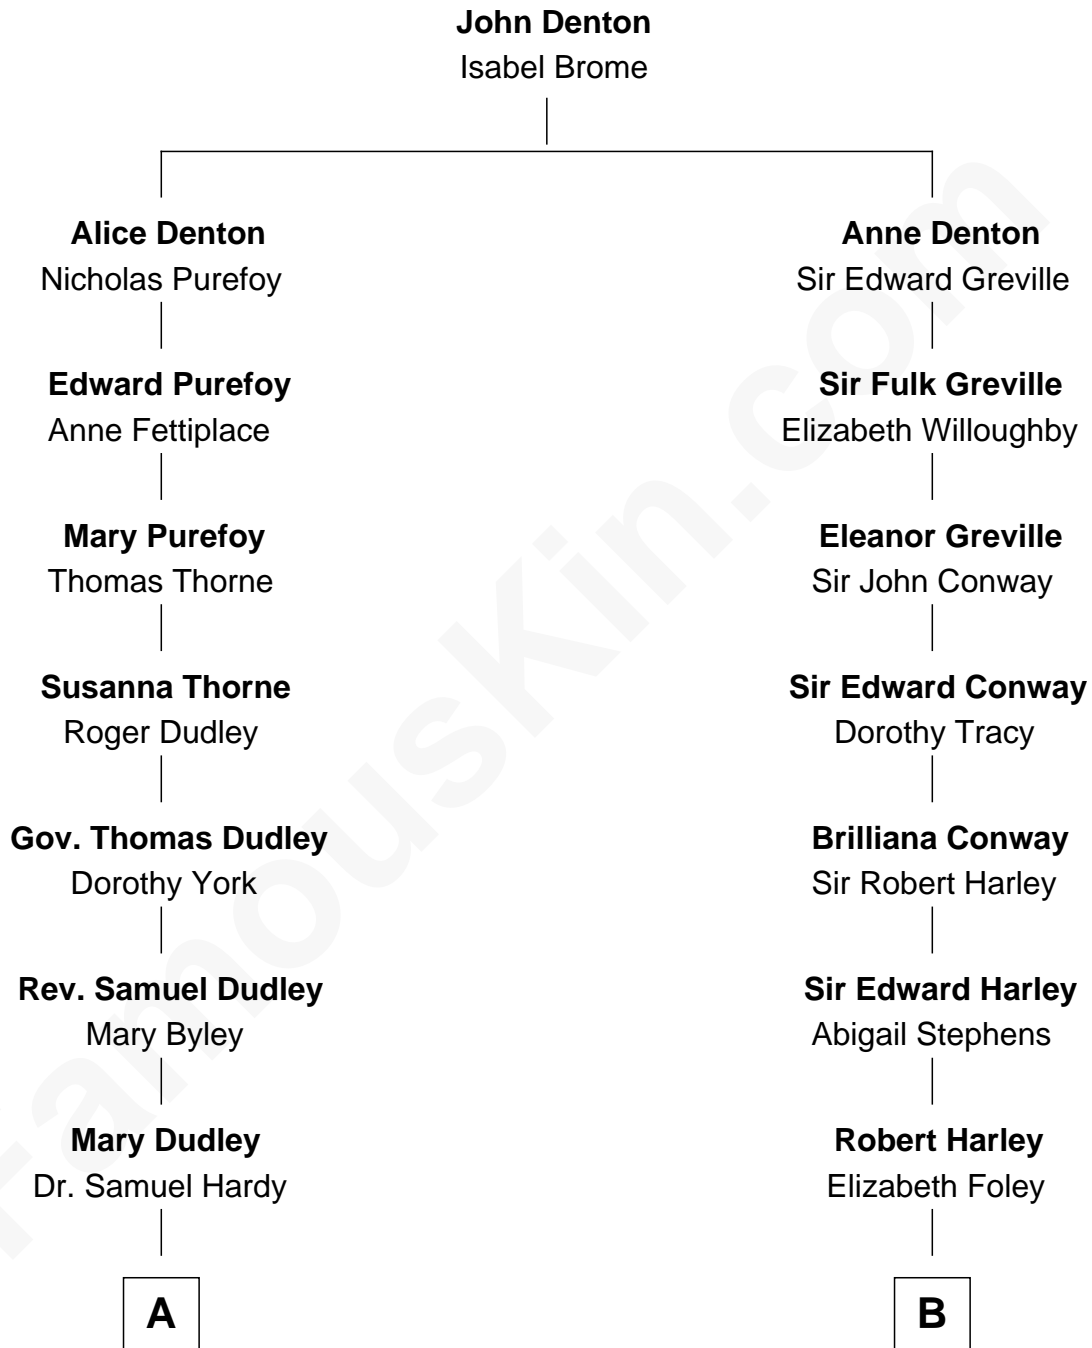 John Denton
Isabel Brome
Alice Denton
Nicholas Purefoy
Anne Denton
Sir Edward Greville
Edward Purefoy
Anne Fettiplace
Sir Fulk Greville
Elizabeth Willoughby
Mary Purefoy
Thomas Thorne
Eleanor Greville
Sir John Conway
Susanna Thorne
Roger Dudley
Sir Edward Conway
Dorothy Tracy
Gov. Thomas Dudley
Dorothy York
Brilliana Conway
Sir Robert Harley
Rev. Samuel Dudley
Mary Byley
Sir Edward Harley
Abigail Stephens
Mary Dudley
Dr. Samuel Hardy
Robert Harley
Elizabeth Foley
A
B
FamousKin.com